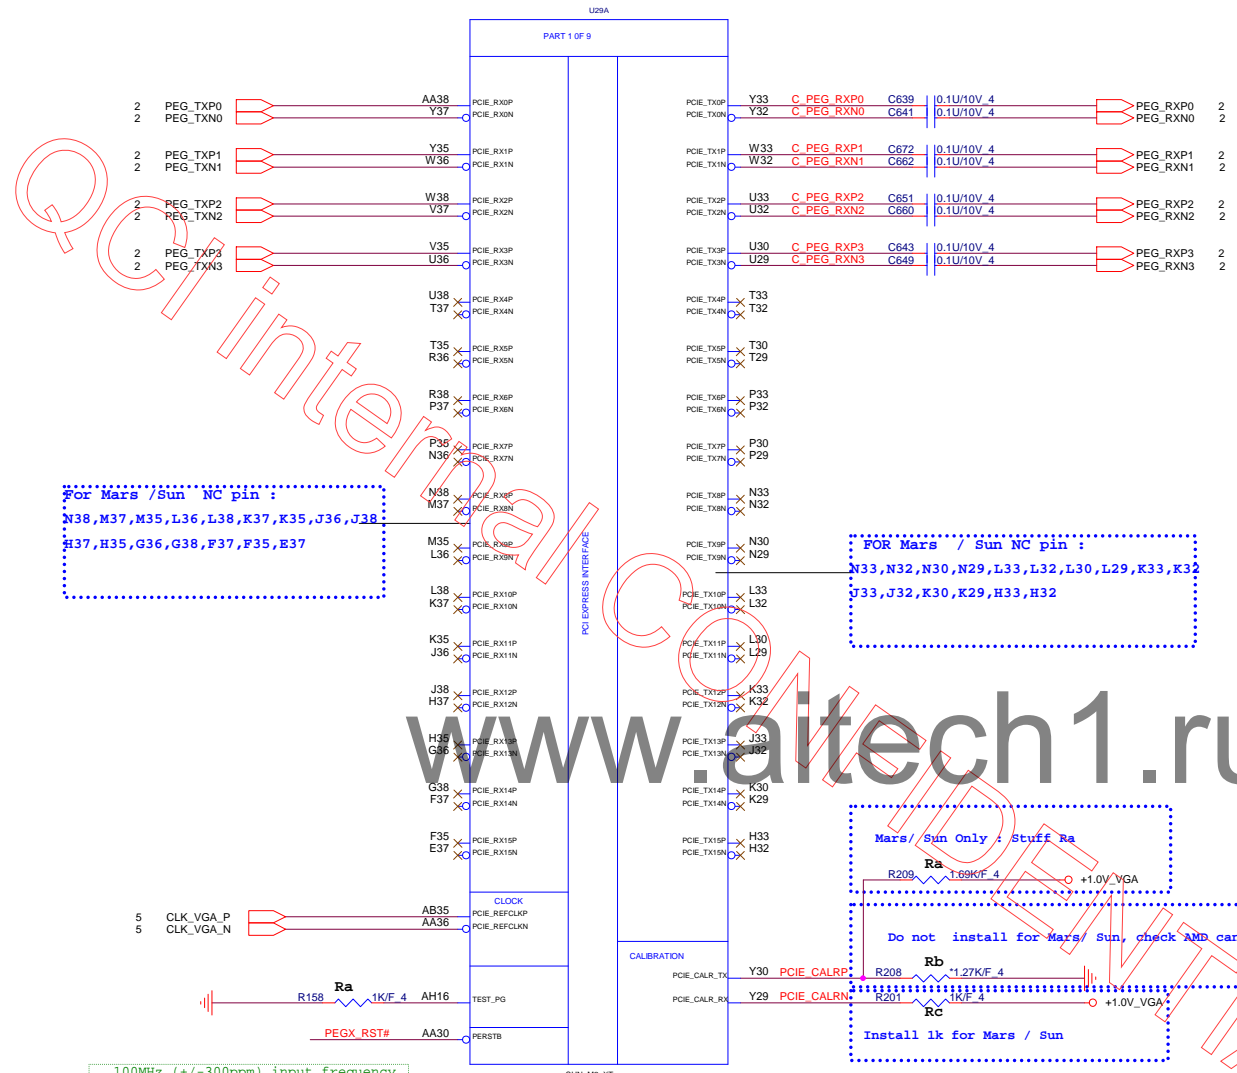 U29A
PART 1 0F 9
2 PEG_TXP0 AA38 PCIE_RX0P PCIE_TX0P Y33 C_PEG_RXP0 C639 0.1U/10V_4 PEG_RXP0 2
2 PEG_TXN0 Y37 PCIE_RX0N PCIE_TX0N Y32 C_PEG_RXN0 C641 0.1U/10V_4 PEG_RXN0 2
2 PEG_TXP1 Y35 PCIE_RX1P PCIE_TX1P W33 C_PEG_RXP1 C672 0.1U/10V_4 PEG_RXP1 2
2 PEG_TXN1 W36 PCIE_RX1N PCIE_TX1N W32 C_PEG_RXN1 C662 0.1U/10V_4 PEG_RXN1 2
2 PEG_TXP2 W38 PCIE_RX2P PCIE_TX2P U33 C_PEG_RXP2 C651 0.1U/10V_4 PEG_RXP2 2
2 PEG_TXN2 V37 PCIE_RX2N PCIE_TX2N U32 C_PEG_RXN2 C660 0.1U/10V_4 PEG_RXN2 2
2 PEG_TXP3 V35 PCIE_RX3P PCIE_TX3P U30 C_PEG_RXP3 C643 0.1U/10V_4 PEG_RXP3 2
2 PEG_TXN3 U36 PCIE_RX3N PCIE_TX3N U29 C_PEG_RXN3 C649 0.1U/10V_4 PEG_RXN3 2
U38 PCIE_RX4P PCIE_TX4P T33
T37 PCIE_RX4N PCIE_TX4N T32
T35 PCIE_RX5P PCIE_TX5P T30
R36 PCIE_RX5N PCIE_TX5N T29
R38 PCIE_RX6P PCIE_TX6P P33
P37 PCIE_RX6N PCIE_TX6N P32
P35 PCIE_RX7P PCIE_TX7P P30
N36 PCIE_RX7N PCIE_TX7N P29
N38 PCIE_RX8P PCIE_TX8P N33
M37 PCIE_RX8N PCIE_TX8N N32
M35 PCIE_RX9P PCIE_TX9P N30
L36 PCIE_RX9N PCIE_TX9N N29
L38 PCIE_RX10P PCIE_TX10P L33
K37 PCIE_RX10N PCIE_TX10N L32
K35 PCIE_RX11P PCIE_TX11P L30
J36 PCIE_RX11N PCIE_TX11N L29
J38 PCIE_RX12P PCIE_TX12P K33
H37 PCIE_RX12N PCIE_TX12N K32
H35 PCIE_RX13P PCIE_TX13P J33
G36 PCIE_RX13N PCIE_TX13N J32
G38 PCIE_RX14P PCIE_TX14P K30
F37 PCIE_RX14N PCIE_TX14N K29
F35 PCIE_RX15P PCIE_TX15P H33
E37 PCIE_RX15N PCIE_TX15N H32
For Mars /Sun NC pin :
N38,M37,M35,L36,L38,K37,K35,J36,J38
H37,H35,G36,G38,F37,F35,E37
PCI EXPRESS INTERFACE
FOR Mars / Sun NC pin :
N33,N32,N30,N29,L33,L32,L30,L29,K33,K32
J33,J32,K30,K29,H33,H32
www.aitech1.ru
QCI internal CONFIDENTI
Mars/ Sun Only : Stuff Ra
Ra
R209 1.69K/F_4 +1.0V_VGA
CLOCK
5 CLK_VGA_P AB35 PCIE_REFCLKP
5 CLK_VGA_N AA36 PCIE_REFCLKN
Do not install for Mars/ Sun, check AMD can
CALIBRATION
Rb
PCIE_CALR_TX Y30 PCIE_CALRP R208 *1.27K/F_4
Ra
R158 1K/F_4 AH16 TEST_PG
PCIE_CALR_RX Y29 PCIE_CALRN R201 1K/F_4 +1.0V_VGA
Rc
Install 1k for Mars / Sun
PEGX_RST# AA30 PERSTB
100MHz (+/-300ppm) input frequency